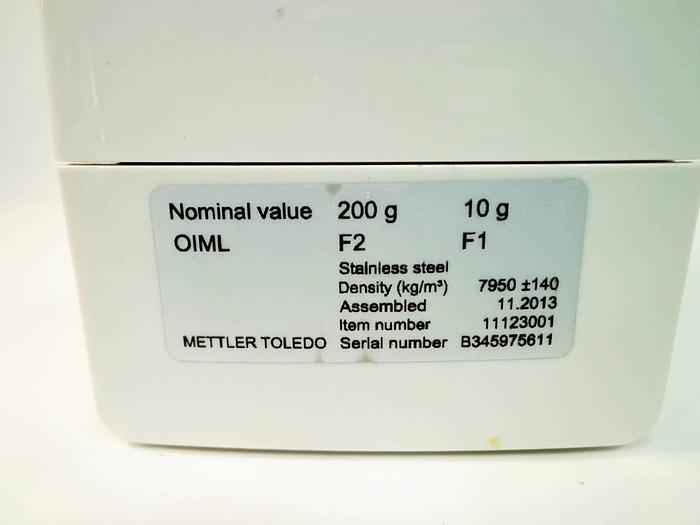 Nominal value 200 g 10 g
OIML F2 F1
Stainless steel
Density (kg/m³) 7950 ±140
Assembled 11.2013
Item number 11123001
METTLER TOLEDO Serial number B345975611